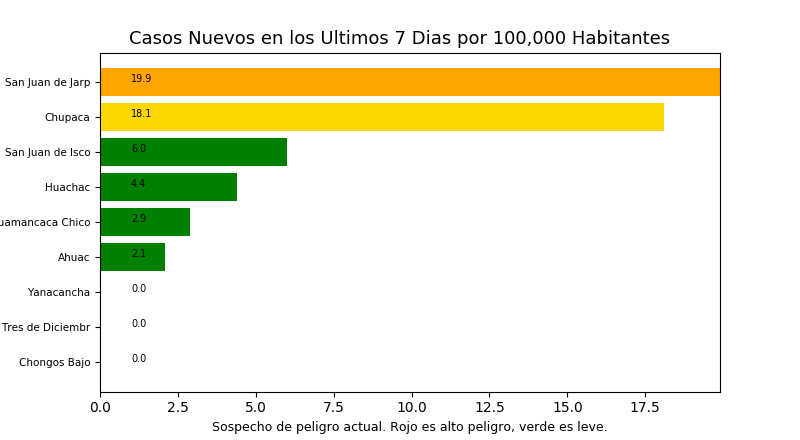 Casos Nuevos en los Ultimos 7 Dias por 100,000 Habitantes
San Juan de Jarp 19.9
Chupaca 18.1
San Juan de Isco 6.0
Huachac 4.4
uamancaca Chico 2.9
Ahuac 2.1
Yanacancha 0.0
Tres de Diciembr 0.0
Chongos Bajo 0.0
0.0 2.5 5.0 7.5 10.0 12.5 15.0 17.5
Sospecho de peligro actual. Rojo es alto peligro, verde es leve.